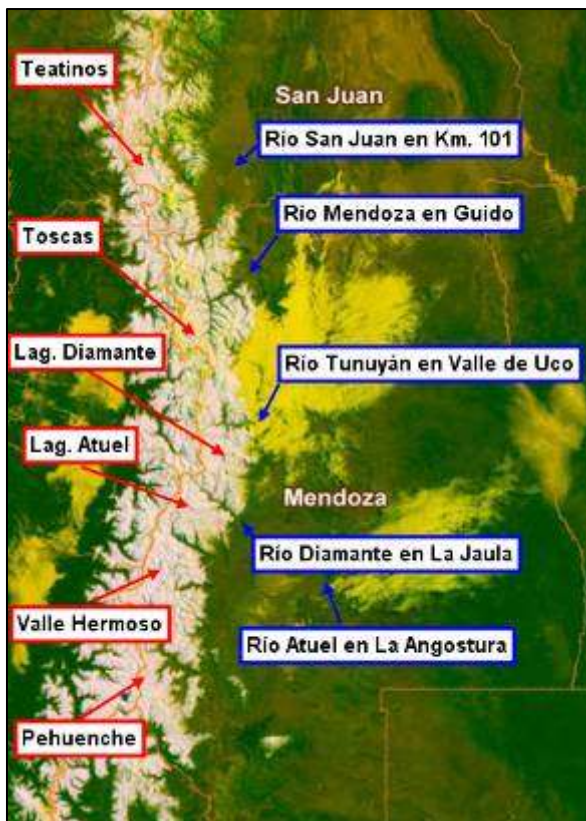 Teatinos
San Juan
Río San Juan en Km. 101
Río Mendoza en Guido
Toscas
Lag. Diamante
Río Tunuyán en Valle de Uco
Lag. Atuel
Mendoza
Río Diamante en La Jaula
Valle Hermoso
Río Atuel en La Angostura
Pehuenche